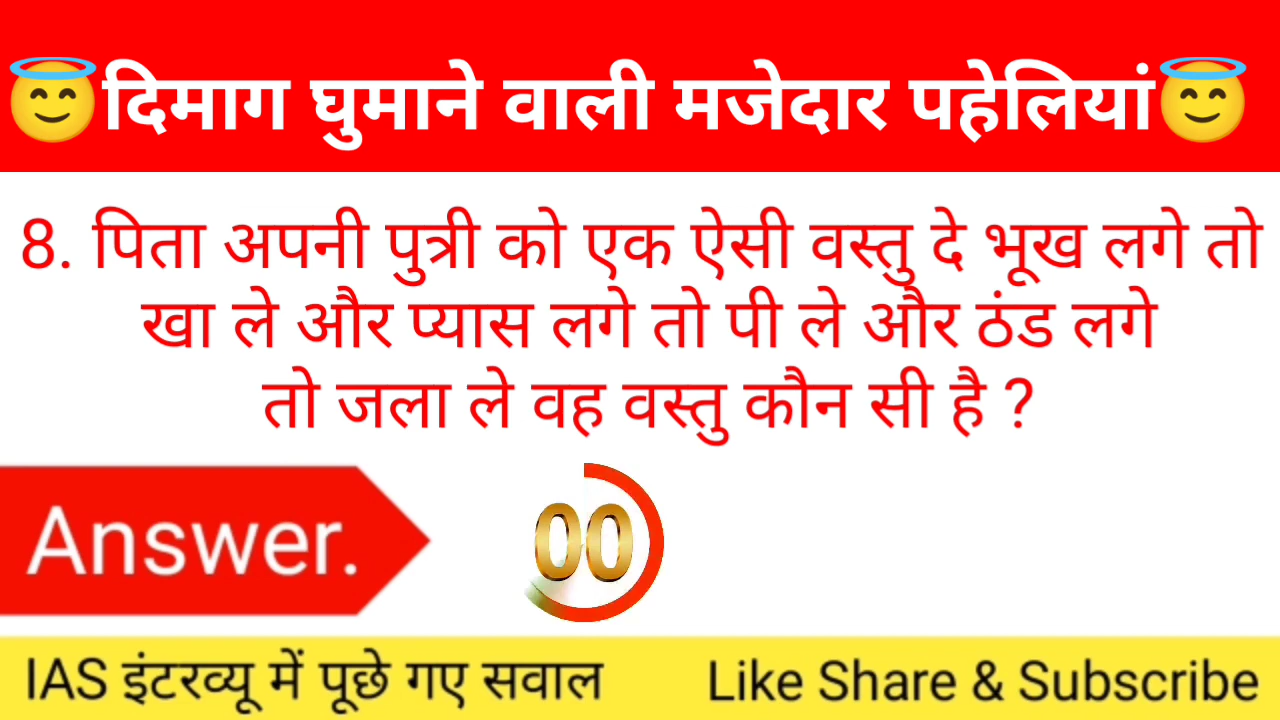 😇दिमाग घुमाने वाली मजेदार पहेलियां😇
8. पिता अपनी पुत्री को एक ऐसी वस्तु दे भूख लगे तो
खा ले और प्यास लगे तो पी ले और ठंड लगे
तो जला ले वह वस्तु कौन सी है ?
Answer.
00
IAS इंटरव्यू में पूछे गए सवाल
Like Share & Subscribe